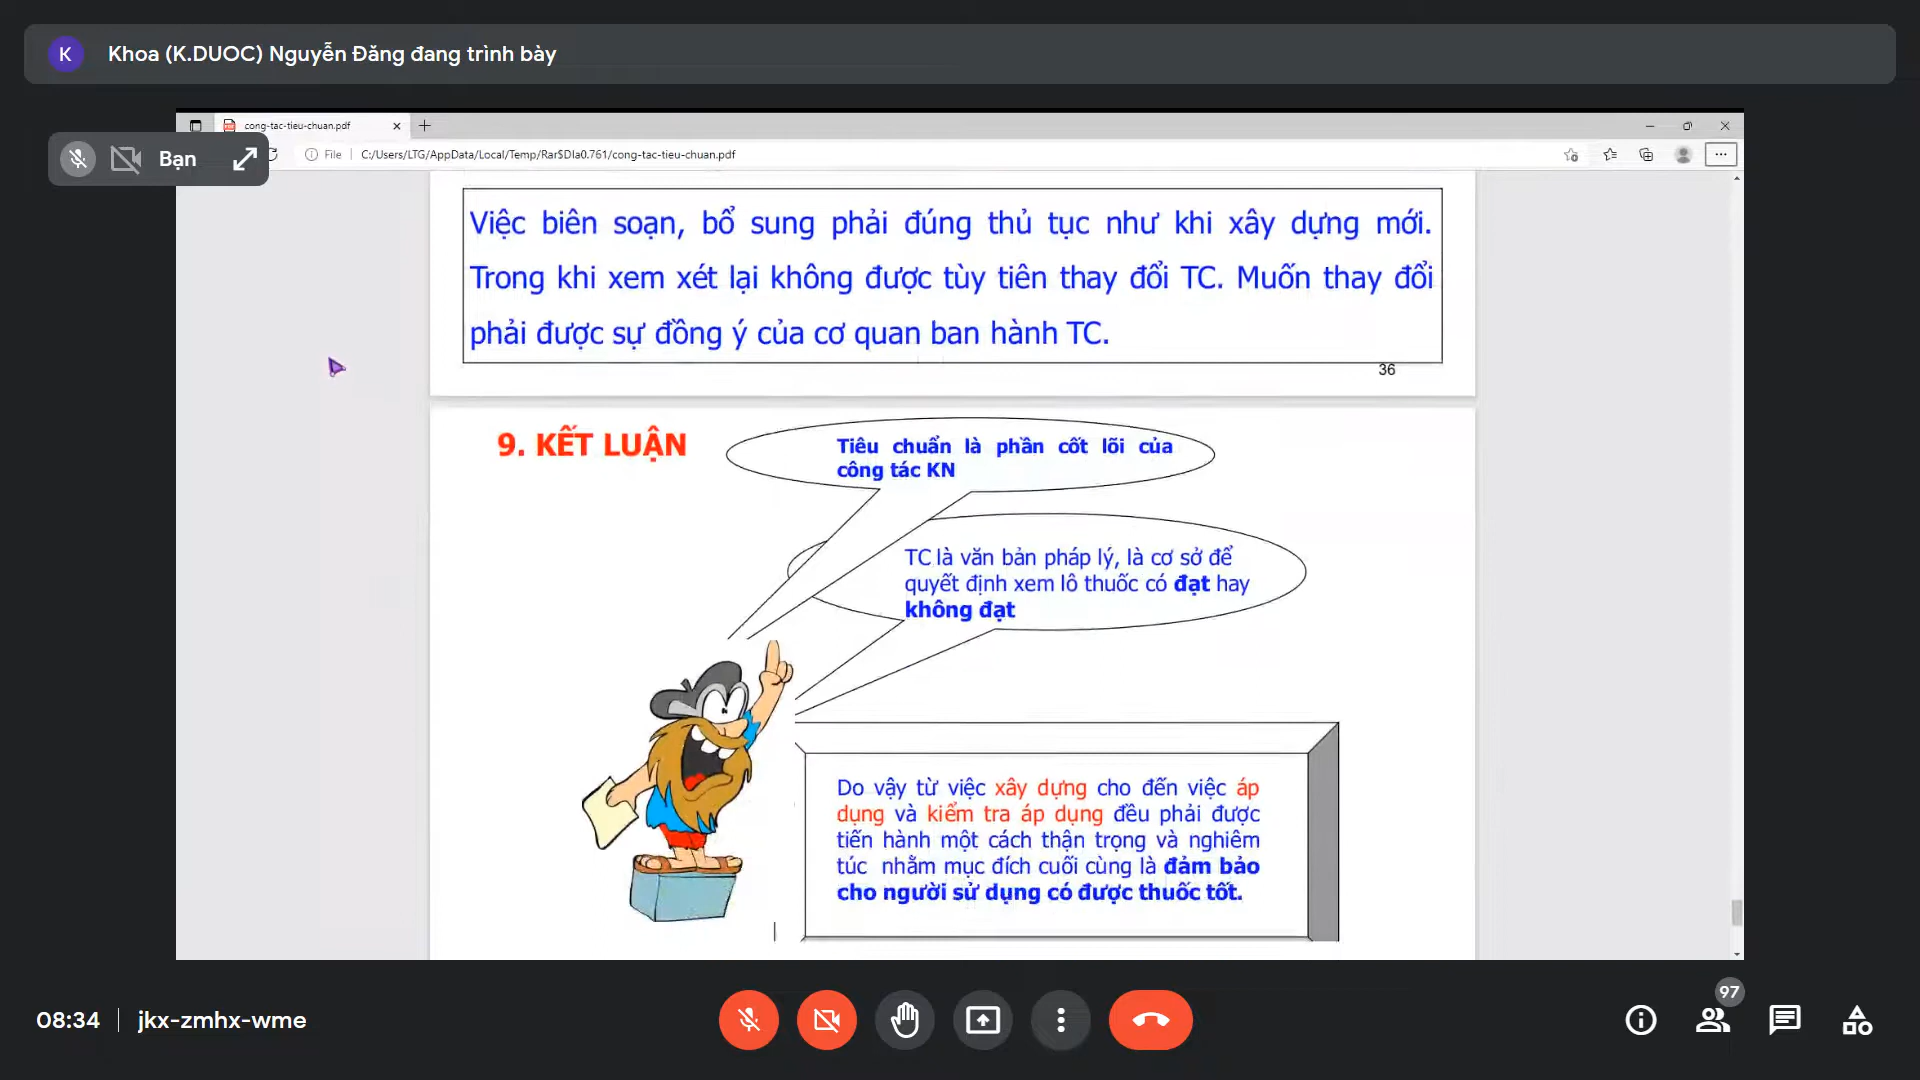 K
Khoa (K.DUOC) Nguyễn Đăng đang trình bày
cong-tac-tieu-chuan.pdf
Bạn
File
C:/Users/LTG/AppData/Local/Temp/Rar$DIa0.761/cong-tac-tieu-chuan.pdf
Việc biên soạn, bổ sung phải đúng thủ tục như khi xây dựng mới.
Trong khi xem xét lại không được tùy tiên thay đổi TC. Muốn thay đổi
phải được sự đồng ý của cơ quan ban hành TC.
36
9. KẾT LUẬN
Tiêu chuẩn là phần cốt lõi của
công tác KN
TC là văn bản pháp lý, là cơ sở để
quyết định xem lô thuốc có đạt hay
không đạt
Do vậy từ việc xây dựng cho đến việc áp
dụng và kiểm tra áp dụng đều phải được
tiến hành một cách thận trọng và nghiêm
túc nhằm mục đích cuối cùng là đảm bảo
cho người sử dụng có được thuốc tốt.
08:34
jkx-zmhx-wme
97